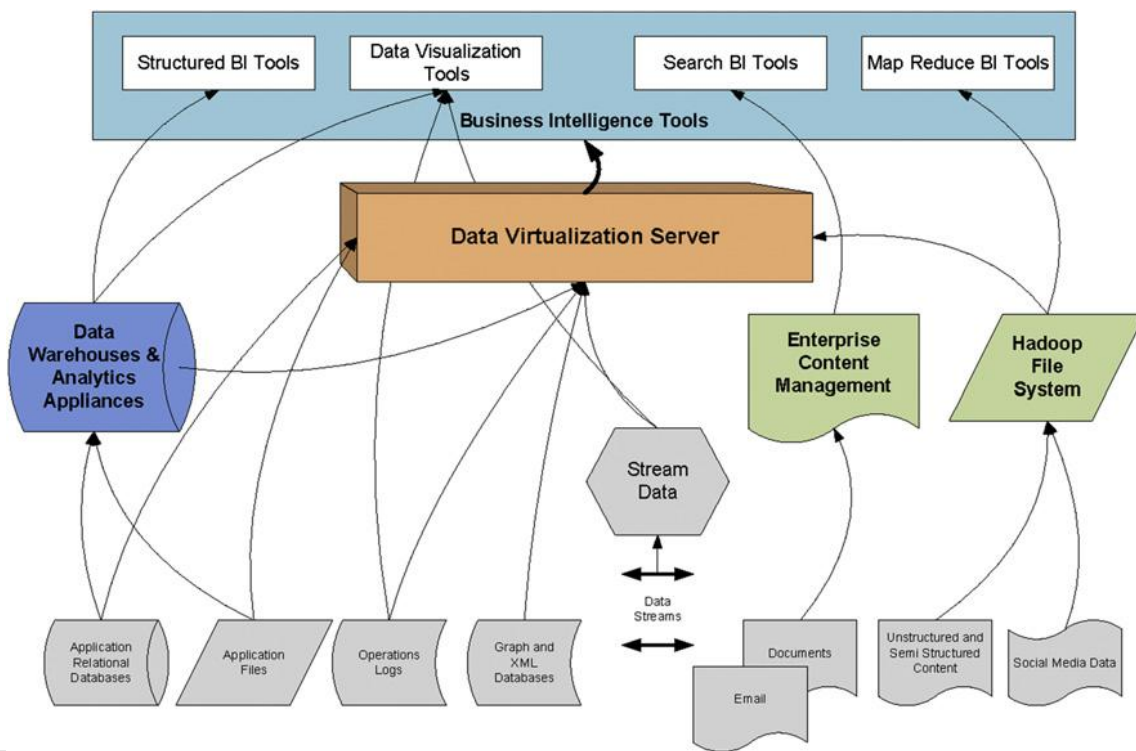 Structured BI Tools
Data Visualization
Tools
Search BI Tools
Map Reduce BI Tools
Business Intelligence Tools
Data Virtualization Server
Data
Warehouses &
Analytics
Appliances
Enterprise
Content
Management
Hadoop
File
System
Stream
Data
Data
Streams
Application
Relational
Databases
Application
Files
Operations
Logs
Graph and
XML
Databases
Documents
Email
Unstructured and
Semi Structured
Content
Social Media Data